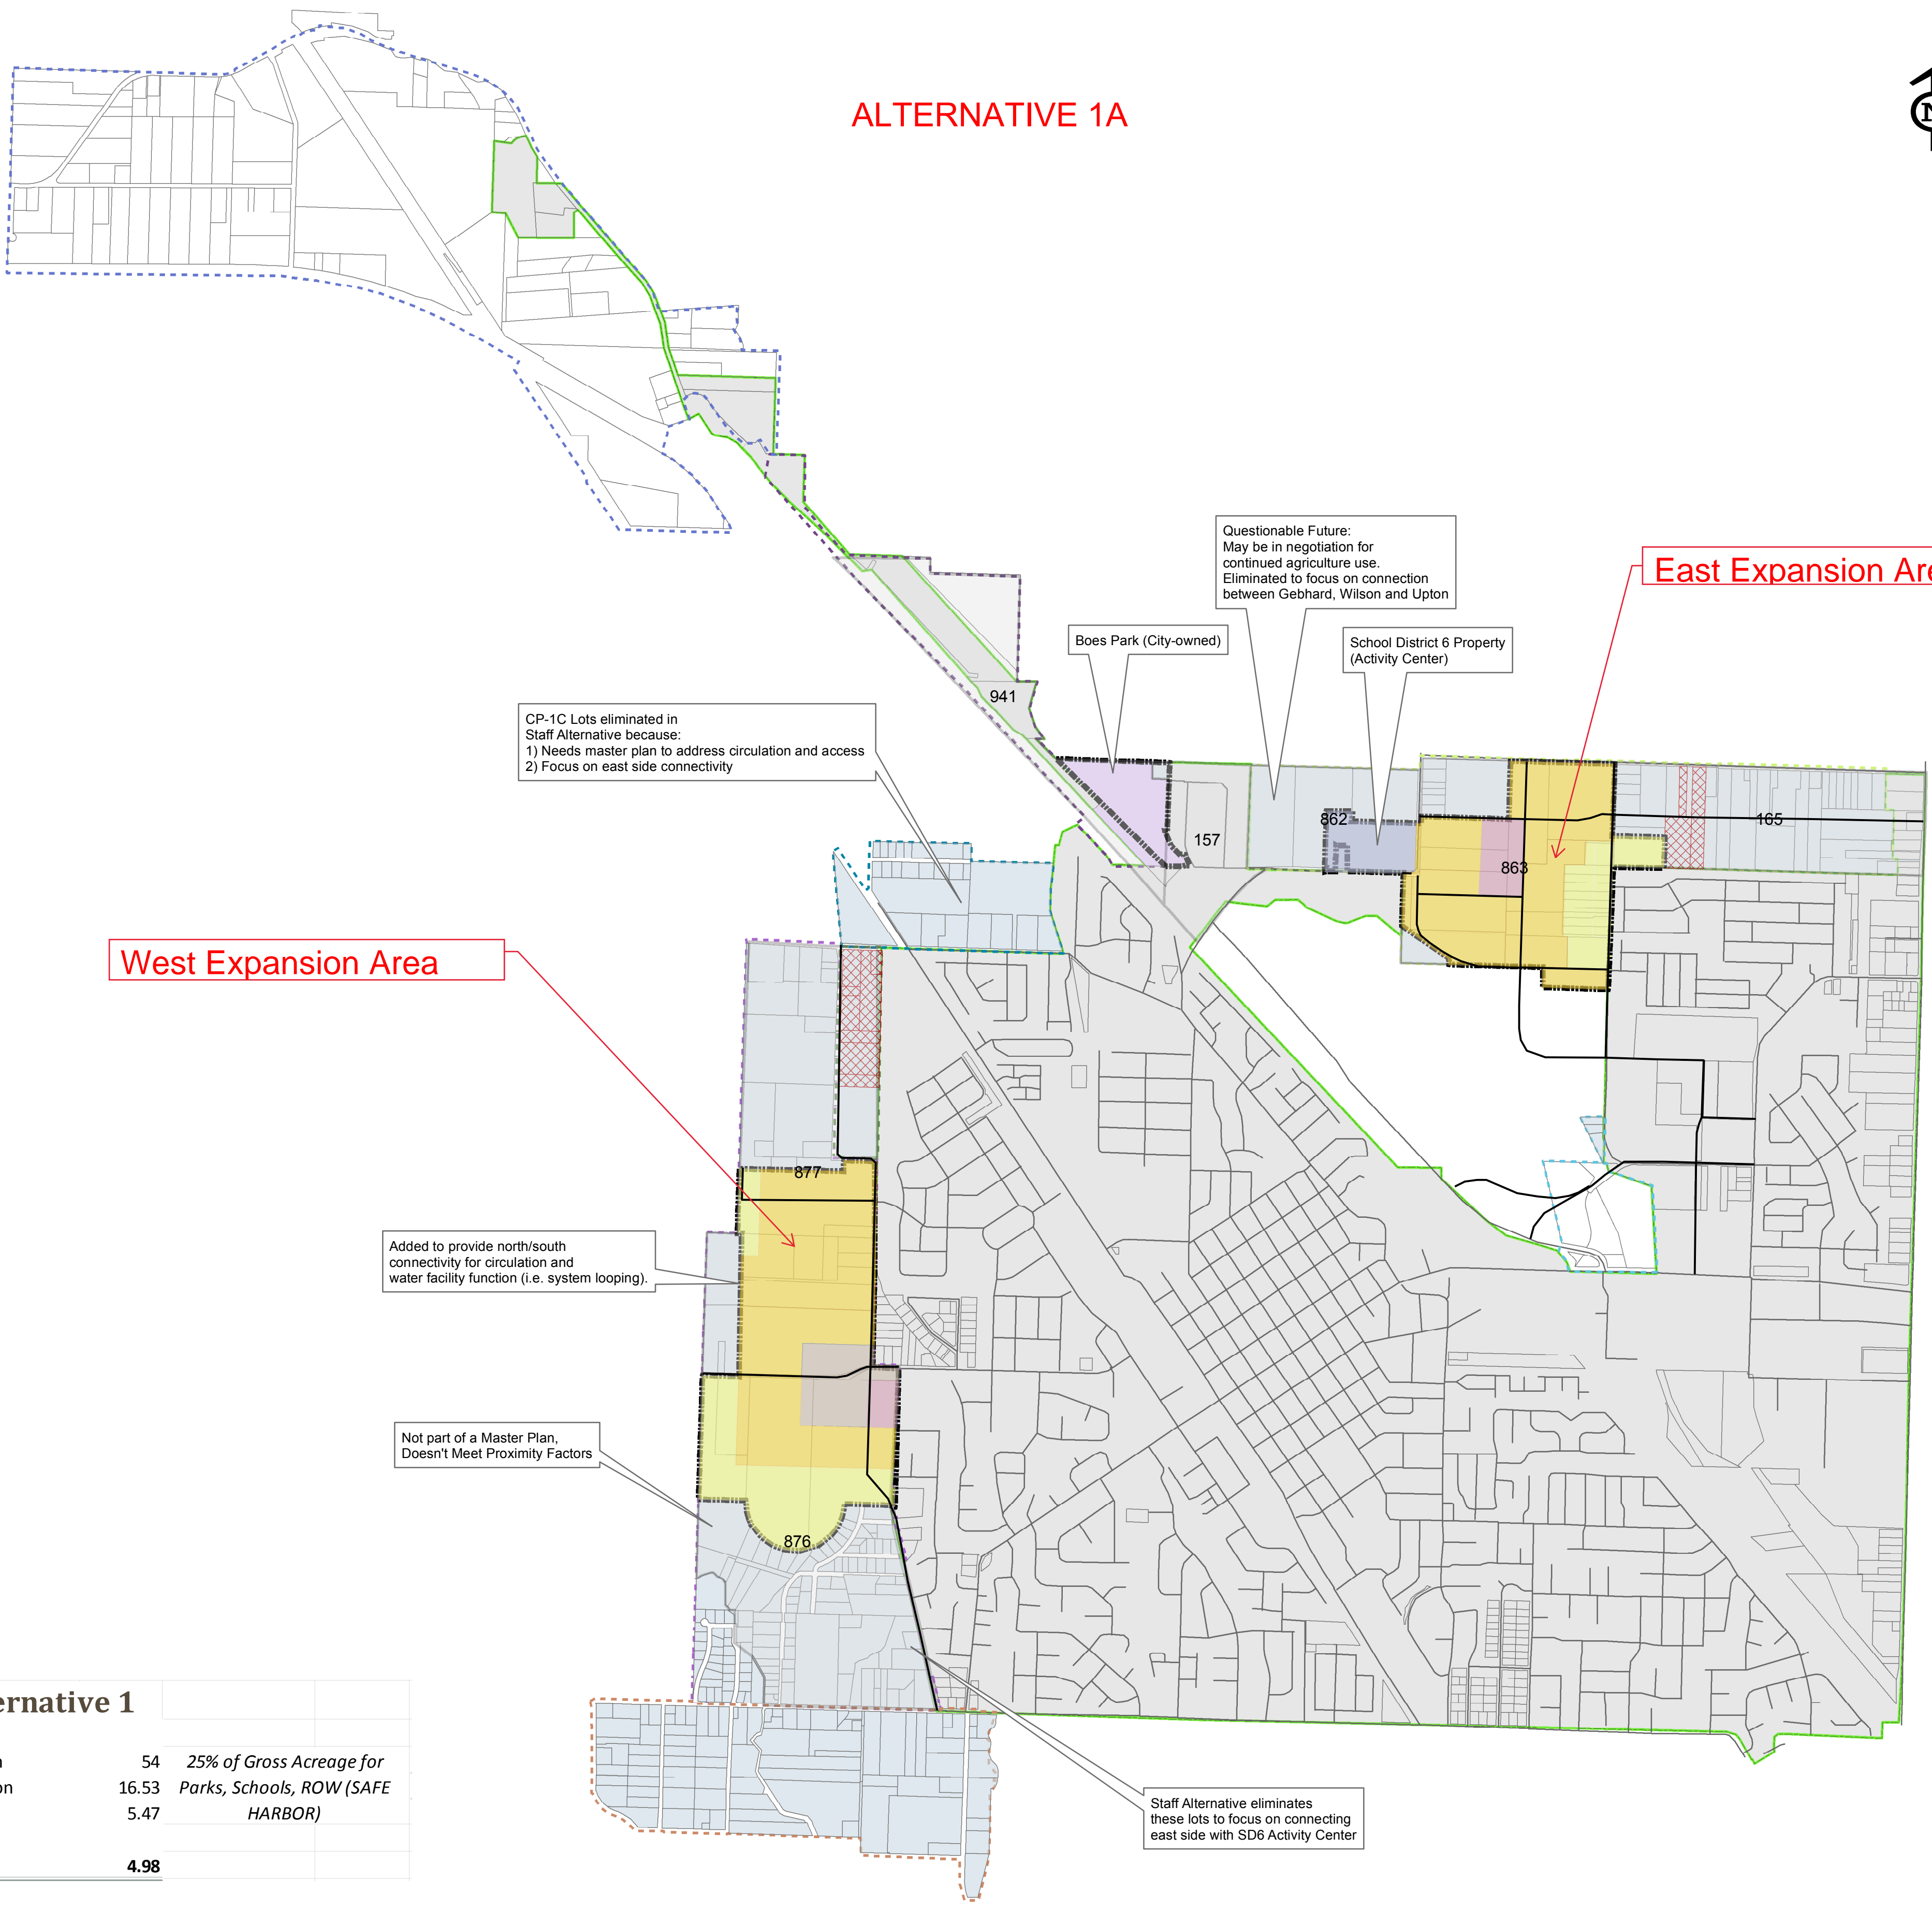 ALTERNATIVE 1A
N
Questionable Future:
May be in negotiation for
continued agriculture use.
Eliminated to focus on connection
between Gebhard, Wilson and Upton
East Expansion Are
Boes Park (City-owned)
School District 6 Property
(Activity Center)
941
CP-1C Lots eliminated in
Staff Alternative because:
1) Needs master plan to address circulation and access
2) Focus on east side connectivity
862
165
157
863
West Expansion Area
877
Added to provide north/south
connectivity for circulation and
water facility function (i.e. system looping).
Not part of a Master Plan,
Doesn't Meet Proximity Factors
876
ernative 1
54 25% of Gross Acreage for
on 16.53 Parks, Schools, ROW (SAFE
5.47 HARBOR)
4.98
Staff Alternative eliminates
these lots to focus on connecting
east side with SD6 Activity Center